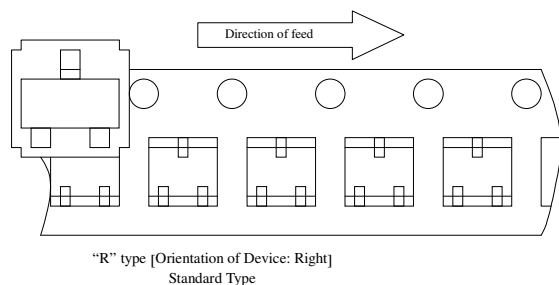 Direction of feed
“R” type [Orientation of Device: Right]
Standard Type